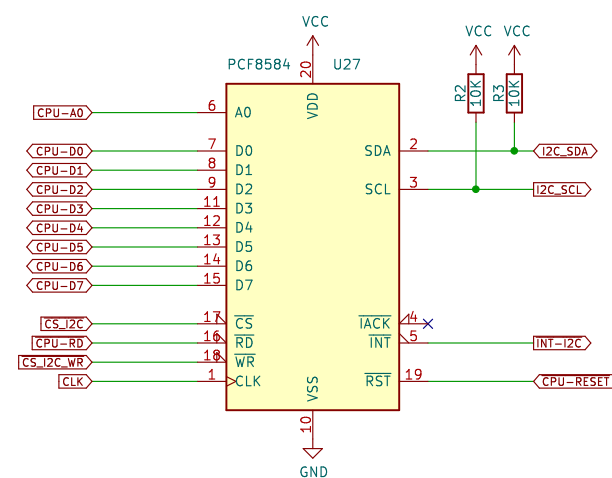 VCC
PCF8584 U27
VCC VCC
20
VDD
R2 10K
R3 10K
CPU-A0 6 A0
CPU-D0 7 D0
SDA 2 I2C_SDA
CPU-D1 8 D1
CPU-D2 9 D2
SCL 3 I2C_SCL
CPU-D3 11 D3
CPU-D4 12 D4
CPU-D5 13 D5
CPU-D6 14 D6
CPU-D7 15 D7
CS_I2C 17 CS
IACK 4
CPU-RD 16 RD
INT 5 INT-I2C
CS_I2C_WR 18 WR
CLK 1 CLK
RST 19 CPU-RESET
VSS
10
GND